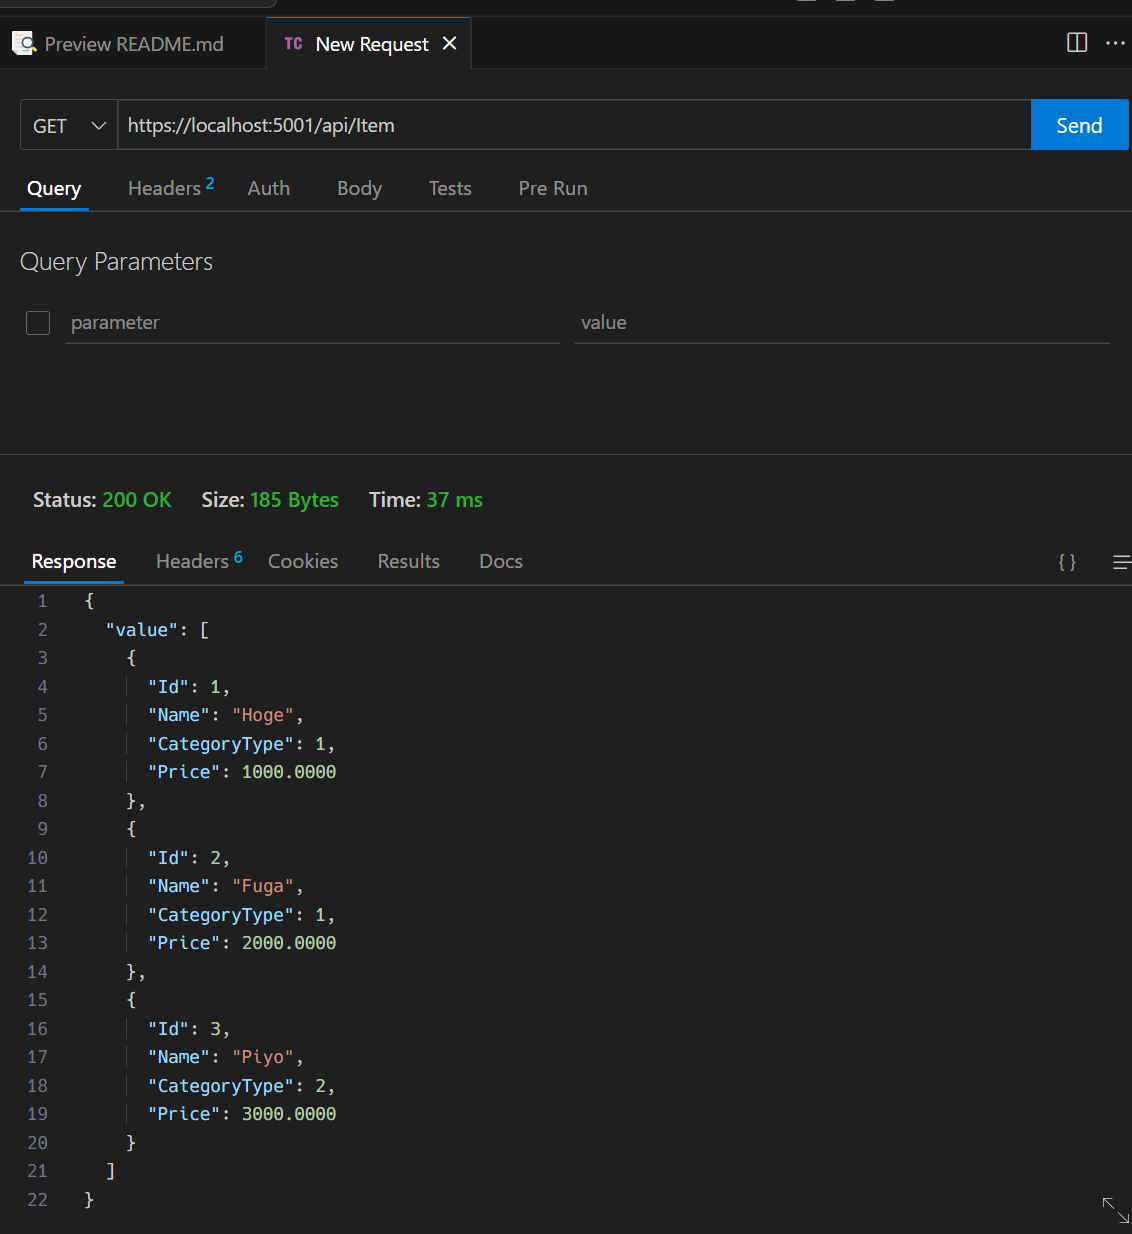 Preview README.md
TC New Request
GET https://localhost:5001/api/Item Send
Query Headers 2 Auth Body Tests Pre Run
Query Parameters
parameter value
Status: 200 OK Size: 185 Bytes Time: 37 ms
Response Headers 6 Cookies Results Docs { }
1 {
2 "value": [
3 {
4 "Id": 1,
5 "Name": "Hoge",
6 "CategoryType": 1,
7 "Price": 1000.0000
8 },
9 {
10 "Id": 2,
11 "Name": "Fuga",
12 "CategoryType": 1,
13 "Price": 2000.0000
14 },
15 {
16 "Id": 3,
17 "Name": "Piyo",
18 "CategoryType": 2,
19 "Price": 3000.0000
20 }
21 ]
22 }